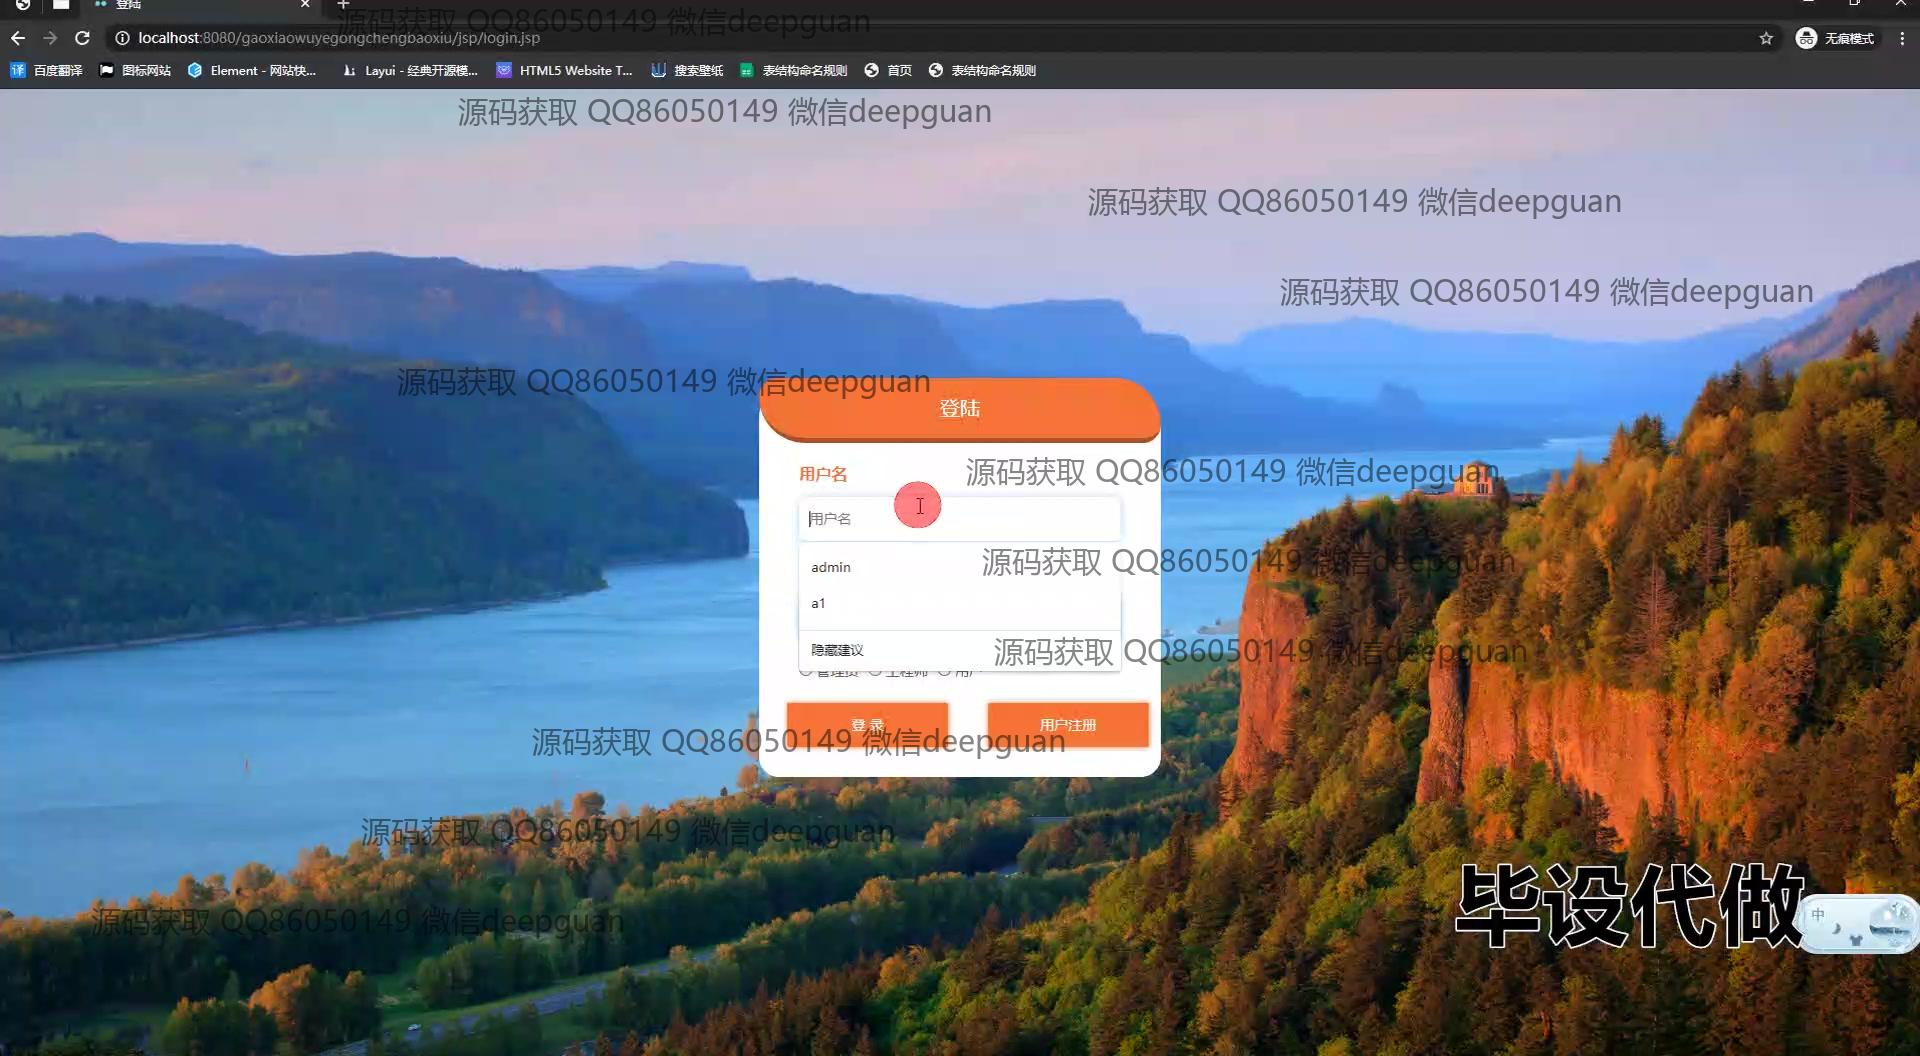 登陆
源码获取 QQ86050149 微信deepguan
localhost:8080/gaoxiaowuyegongchengbaoxiu/jsp/login.jsp
无痕模式
百度翻译
图标网站
Element - 网站快...
Layui - 经典开源模...
HTML5 Website T...
搜索壁纸
表结构命名规则
首页
表结构命名规则
源码获取 QQ86050149 微信deepguan
源码获取 QQ86050149 微信deepguan
源码获取 QQ86050149 微信deepguan
源码获取 QQ86050149 微信deepguan
登陆
用户名
源码获取 QQ86050149 微信deepguan
用户名
源码获取 QQ86050149 微信deepguan
admin
a1
隐藏建议
源码获取 QQ86050149 微信deepguan
管理员
工程师
用户
登 录
用户注册
源码获取 QQ86050149 微信deepguan
源码获取 QQ86050149 微信deepguan
毕设代做
中
源码获取 QQ86050149 微信deepguan